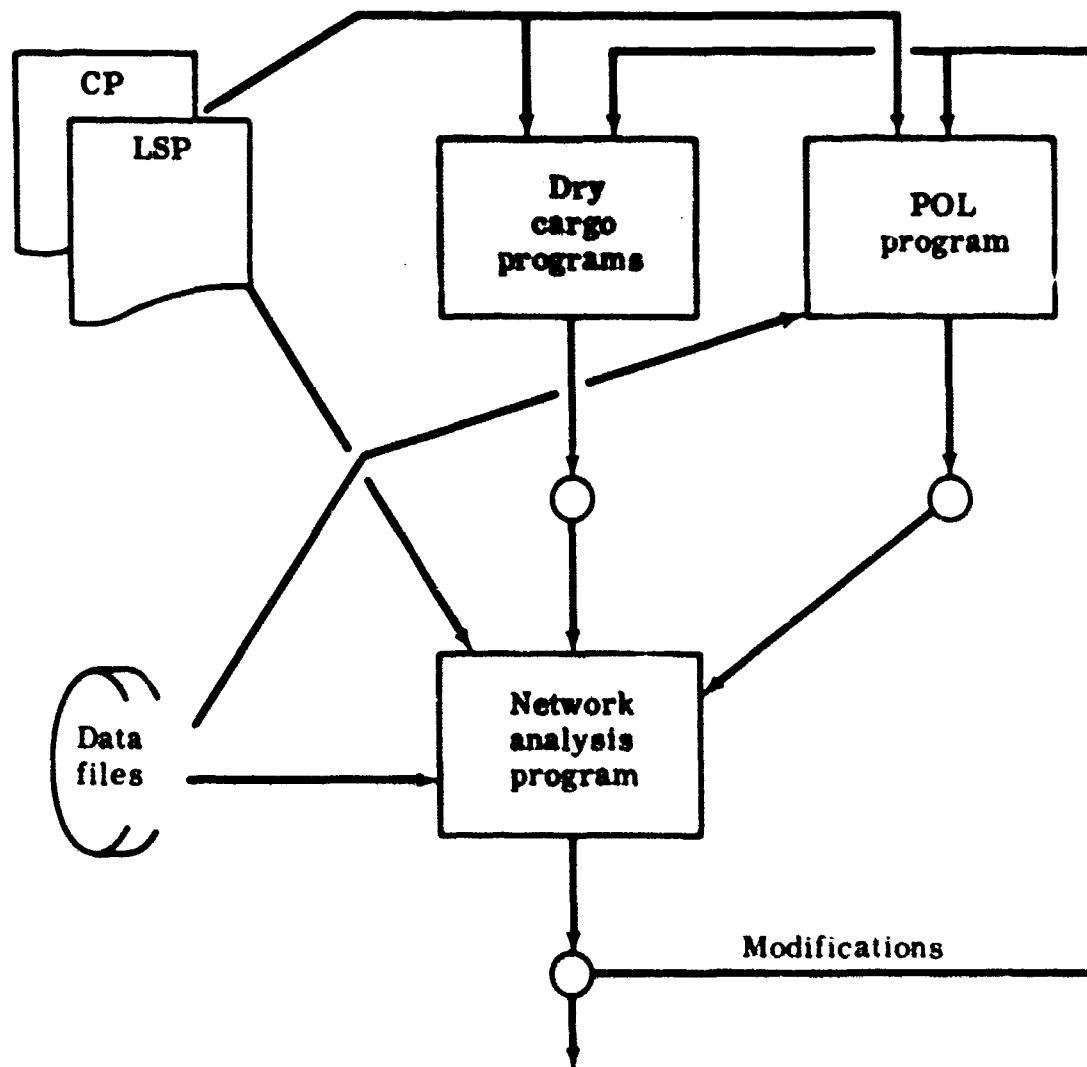 CP
LSP
Dry
cargo
programs
POL
program
Data
files
Network
analysis
program
Modifications